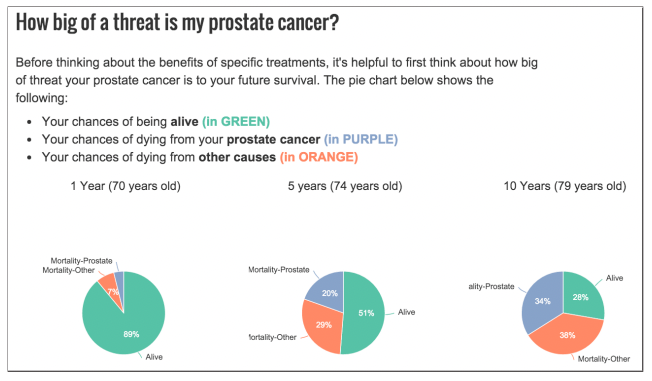 How big of a threat is my prostate cancer?
Before thinking about the benefits of specific treatments, it's helpful to first think about how big
of threat your prostate cancer is to your future survival. The pie chart below shows the
following:
• Your chances of being alive (in GREEN)
• Your chances of dying from your prostate cancer (in PURPLE)
• Your chances of dying from other causes (in ORANGE)
1 Year (70 years old)
5 years (74 years old)
10 Years (79 years old)
Mortality-Prostate
Mortality-Other
7%
89%
Alive
Mortality-Prostate
20%
51%
Alive
29%
ortality-Other
ality-Prostate
Alive
28%
34%
38%
Mortality-Other